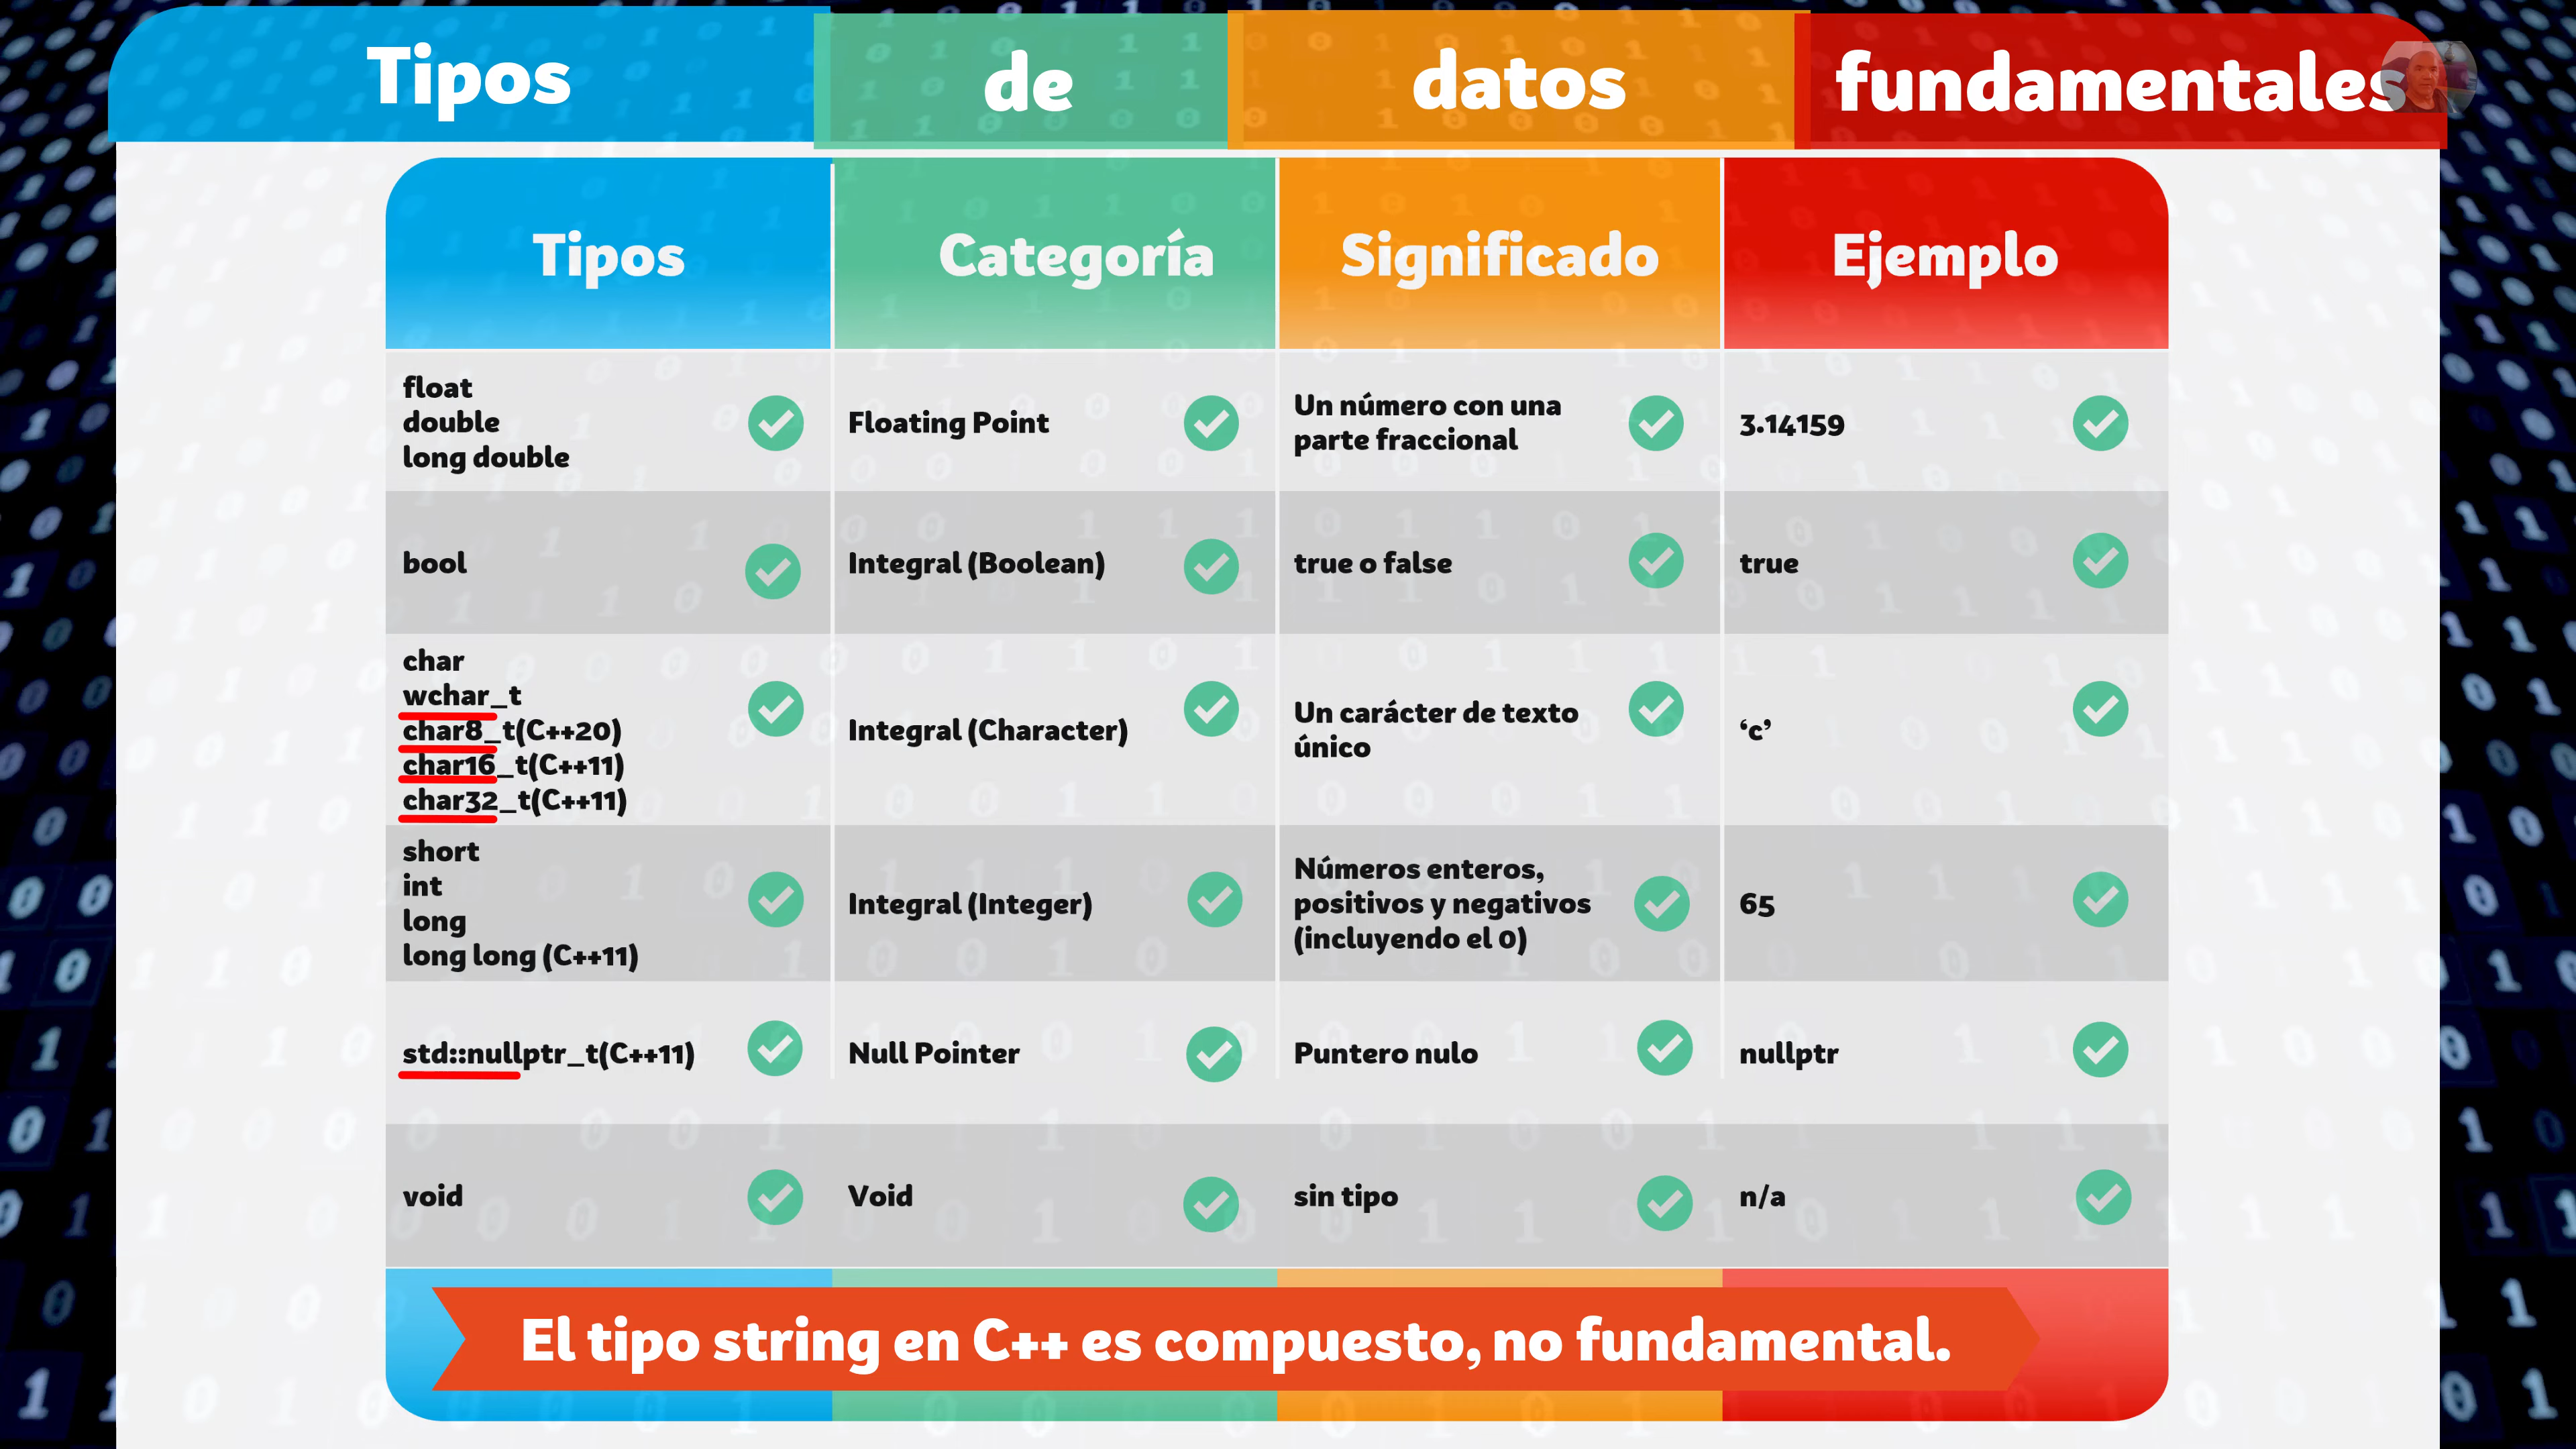 Tipos de datos fundamentales
Tipos Categoría Significado Ejemplo
float
double
long double
Floating Point
Un número con una
parte fraccional
3.14159
bool
Integral (Boolean)
true o false
true
char
wchar_t
char8_t(C++20)
char16_t(C++11)
char32_t(C++11)
Integral (Character)
Un carácter de texto
único
‘c’
short
int
long
long long (C++11)
Integral (Integer)
Números enteros,
positivos y negativos
(incluyendo el 0)
65
std::nullptr_t(C++11)
Null Pointer
Puntero nulo
nullptr
void
Void
sin tipo
n/a
El tipo string en C++ es compuesto, no fundamental.